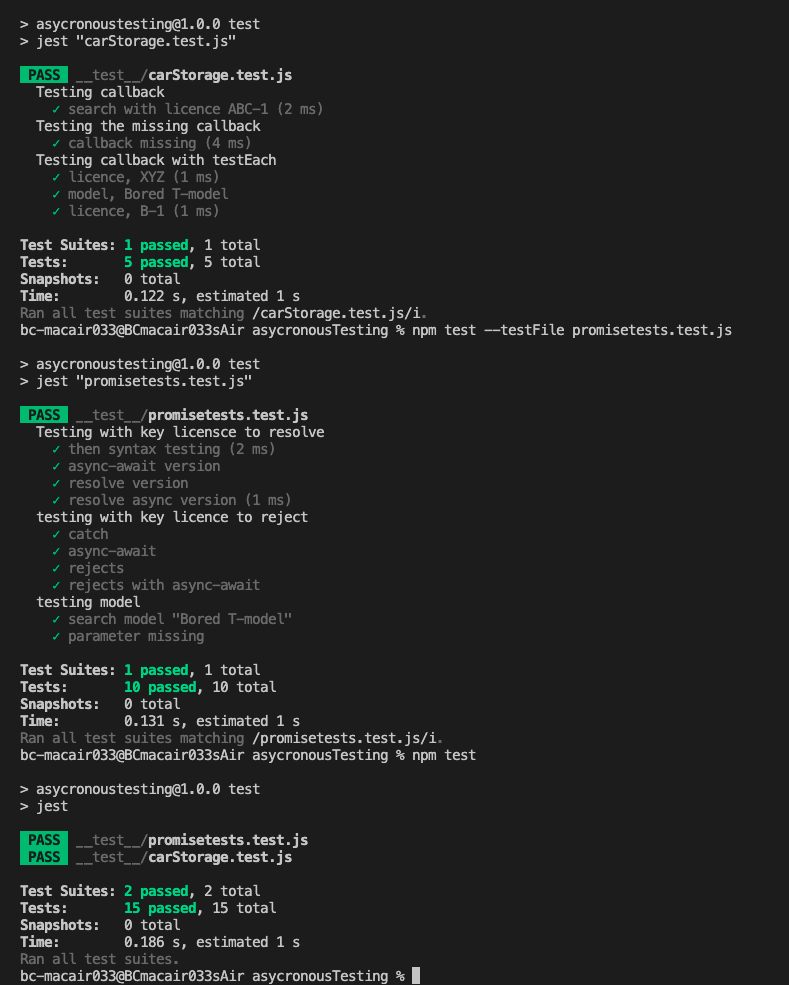 > asycronoustesting@1.0.0 test
> jest "carStorage.test.js"
PASS __test__/carStorage.test.js
Testing callback
✓ search with licence ABC-1 (2 ms)
Testing the missing callback
✓ callback missing (4 ms)
Testing callback with testEach
✓ licence, XYZ (1 ms)
✓ model, Bored T-model
✓ licence, B-1 (1 ms)
Test Suites: 1 passed, 1 total
Tests: 5 passed, 5 total
Snapshots: 0 total
Time: 0.122 s, estimated 1 s
Ran all test suites matching /carStorage.test.js/i.
bc-macair033@BCmacair033sAir asycronousTesting % npm test --testFile promisetests.test.js
> asycronoustesting@1.0.0 test
> jest "promisetests.test.js"
PASS __test__/promisetests.test.js
Testing with key licensce to resolve
✓ then syntax testing (2 ms)
✓ async-await version
✓ resolve version
✓ resolve async version (1 ms)
testing with key licence to reject
✓ catch
✓ async-await
✓ rejects
✓ rejects with async-await
testing model
✓ search model "Bored T-model"
✓ parameter missing
Test Suites: 1 passed, 1 total
Tests: 10 passed, 10 total
Snapshots: 0 total
Time: 0.131 s, estimated 1 s
Ran all test suites matching /promisetests.test.js/i.
bc-macair033@BCmacair033sAir asycronousTesting % npm test
> asycronoustesting@1.0.0 test
> jest
PASS __test__/promisetests.test.js
PASS __test__/carStorage.test.js
Test Suites: 2 passed, 2 total
Tests: 15 passed, 15 total
Snapshots: 0 total
Time: 0.186 s, estimated 1 s
Ran all test suites.
bc-macair033@BCmacair033sAir asycronousTesting %